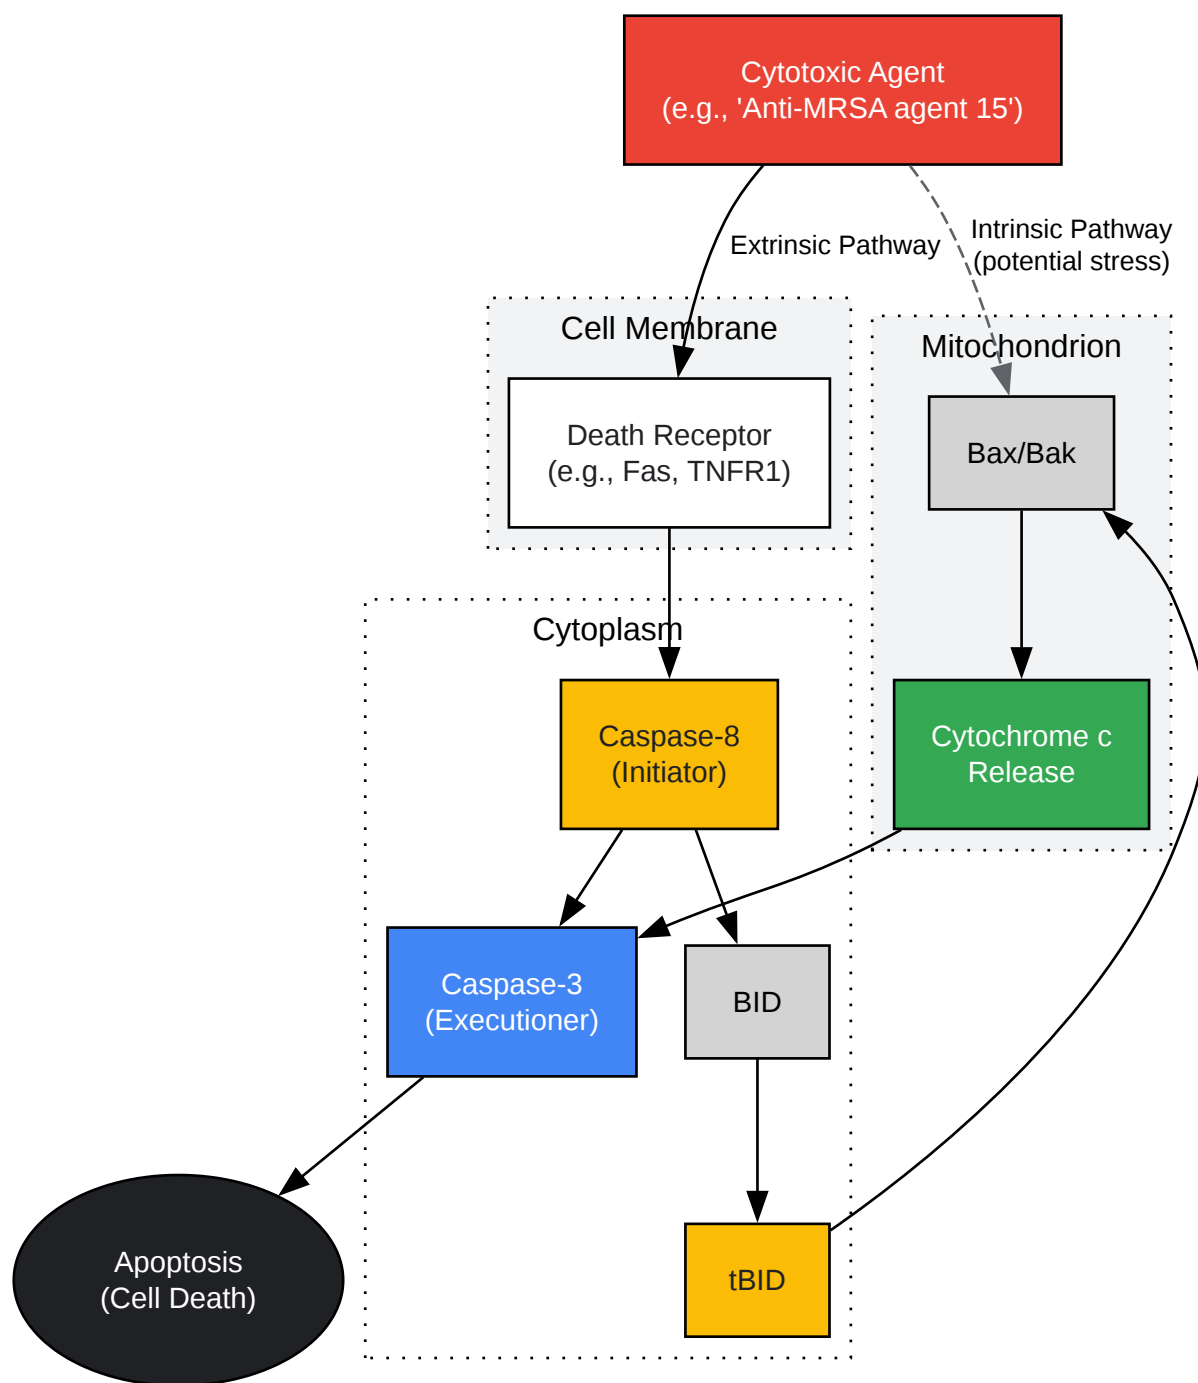 Cytotoxic Agent
(e.g., 'Anti-MRSA agent 15')
Extrinsic Pathway
Intrinsic Pathway
(potential stress)
Cell Membrane
Mitochondrion
Death Receptor
(e.g., Fas, TNFR1)
Bax/Bak
Cytoplasm
Caspase-8
(Initiator)
Cytochrome c
Release
Caspase-3
(Executioner)
BID
Apoptosis
(Cell Death)
tBID